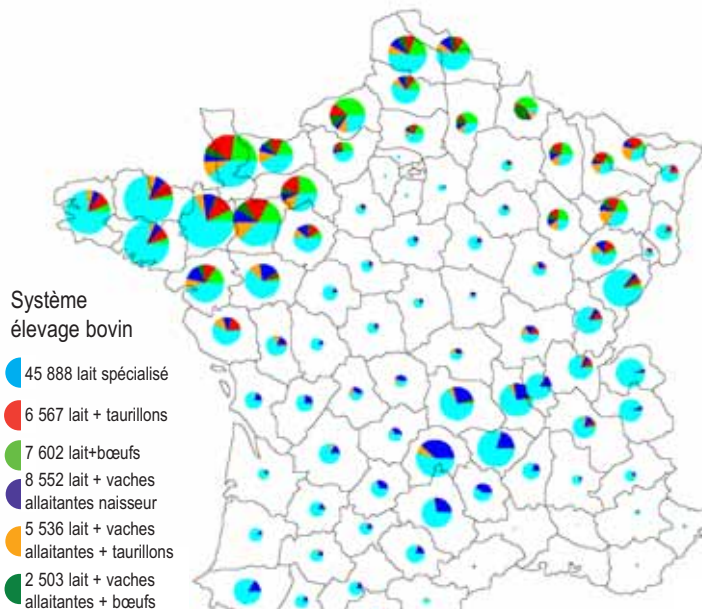 Système
élevage bovin
45 888 lait spécialisé
6 567 lait + taurillons
7 602 lait+bœufs
8 552 lait + vaches
allaitantes naisseur
5 536 lait + vaches
allaitantes + taurillons
2 503 lait + vaches
allaitantes + bœufs